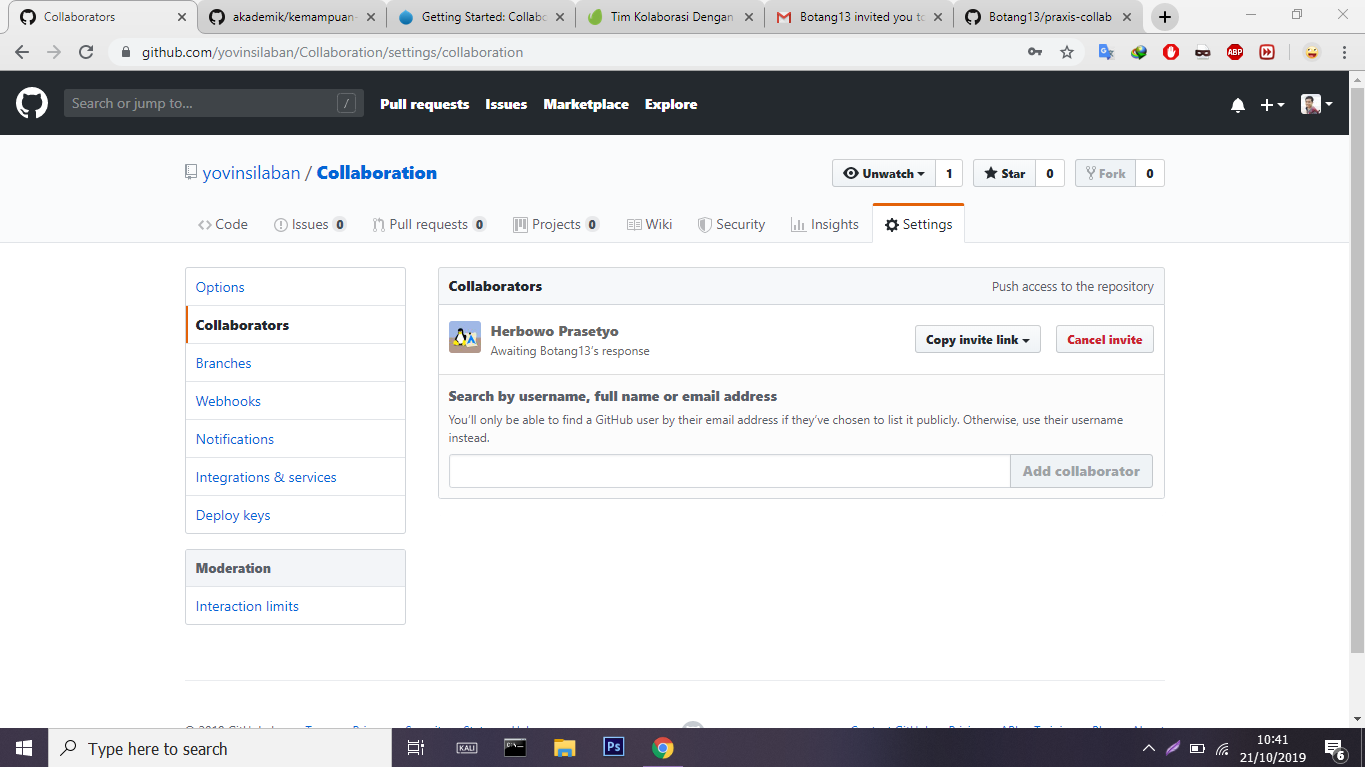 Collaborators
akademik/kemampuan-
Getting Started: Collabo
Tim Kolaborasi Dengan
Botang13 invited you to
Botang13/praxis-collab
github.com/yovinsilaban/Collaboration/settings/collaboration
Search or jump to... /
Pull requests Issues Marketplace Explore
yovinsilaban / Collaboration
Unwatch 1 Star 0 Fork 0
Code Issues 0 Pull requests 0 Projects 0 Wiki Security Insights Settings
Options
Collaborators
Branches
Webhooks
Notifications
Integrations & services
Deploy keys
Moderation
Interaction limits
Collaborators Push access to the repository
Herbowo Prasetyo
Awaiting Botang13's response
Copy invite link Cancel invite
Search by username, full name or email address
You'll only be able to find a GitHub user by their email address if they've chosen to list it publicly. Otherwise, use their username
instead.
Add collaborator
Type here to search
KALI
Ps
ABP
10:41
21/10/2019
6